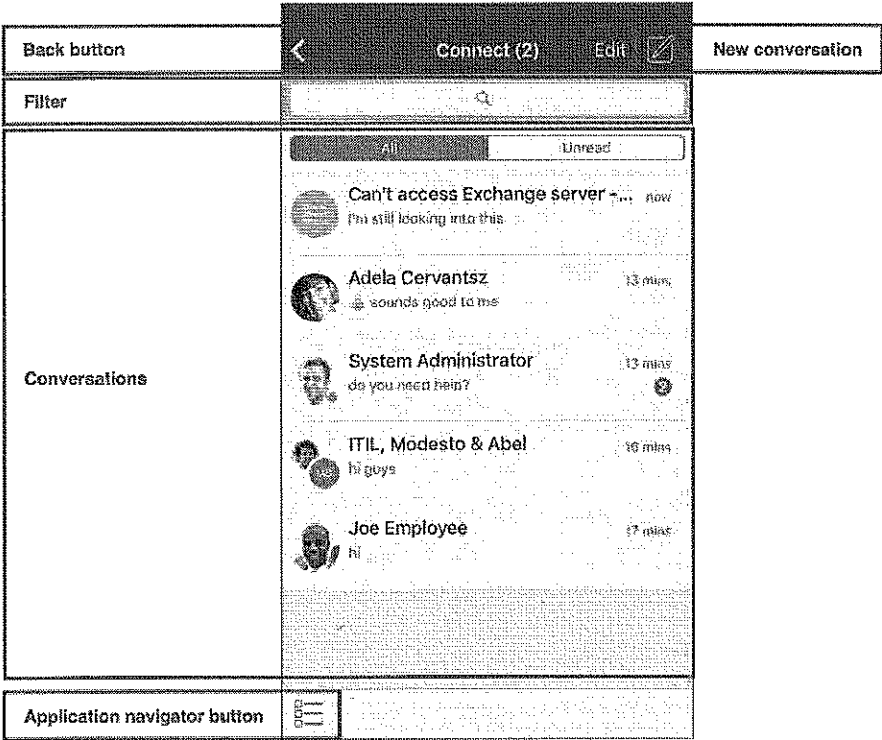 Back button
Connect (2)
Edit
New conversation
Filter
All
Unread
Can't access Exchange server -... now
I'm still looking into this
Adela Cervantsz 13 mins
sounds good to me
System Administrator 13 mins
do you need help?
2
Conversations
ITIL, Modesto & Abel 16 mins
hi guys
Joe Employee 17 mins
hi
Application navigator button